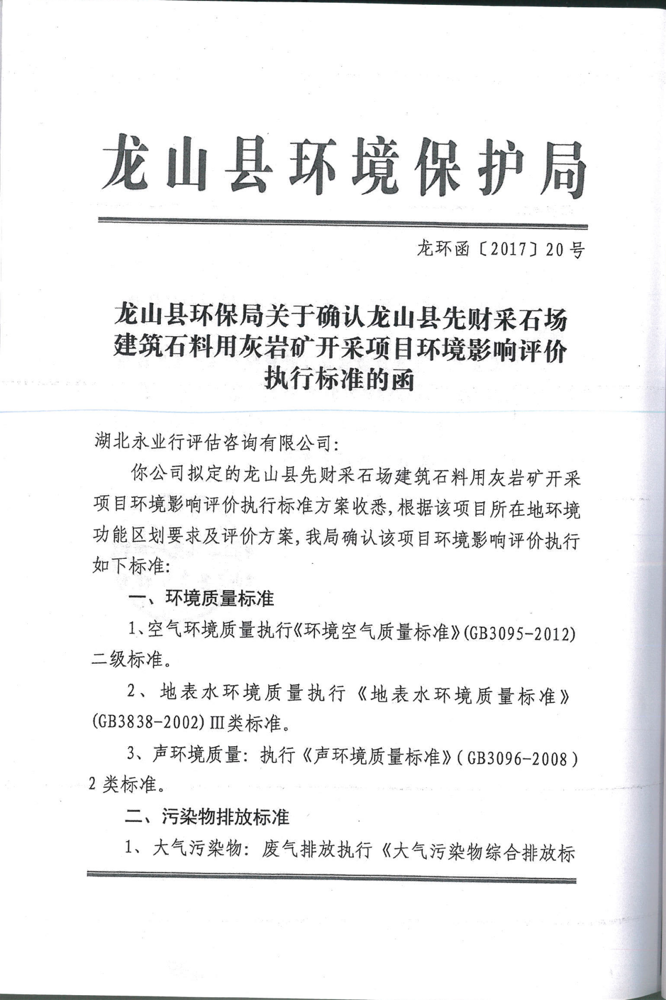 龙山县环境保护局
龙环函〔2017〕20号
龙山县环保局关于确认龙山县先财采石场
建筑石料用灰岩矿开采项目环境影响评价
执行标准的函
湖北永业行评估咨询有限公司:
你公司拟定的龙山县先财采石场建筑石料用灰岩矿开采
项目环境影响评价执行标准方案收悉,根据该项目所在地环境
功能区划要求及评价方案,我局确认该项目环境影响评价执行
如下标准:
一、环境质量标准
1、空气环境质量执行《环境空气质量标准》(GB3095-2012)
二级标准。
2、地表水环境质量执行《地表水环境质量标准》
(GB3838-2002)Ⅲ类标准。
3、声环境质量：执行《声环境质量标准》(GB3096-2008)
2 类标准。
二、污染物排放标准
1、大气污染物：废气排放执行《大气污染物综合排放标